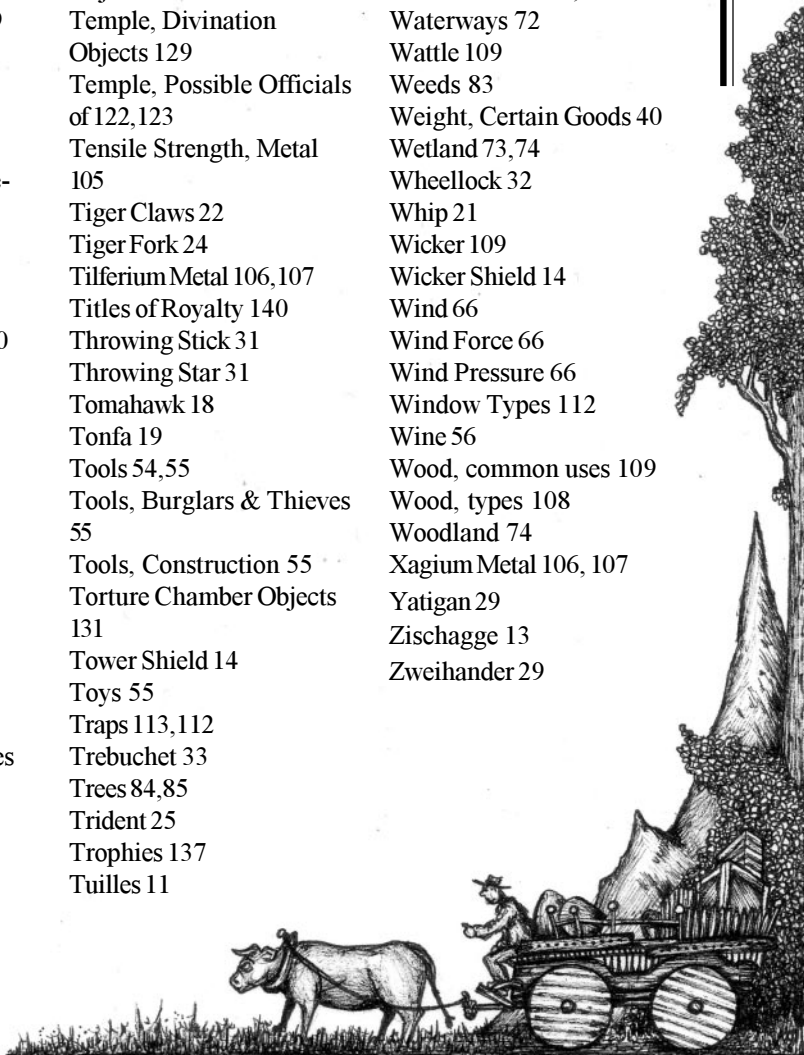 Temple, Divination
Objects 129
Temple, Possible Officials
of 122,123
Tensile Strength, Metal
105
Tiger Claws 22
Tiger Fork 24
Tilferium Metal 106,107
Titles of Royalty 140
Throwing Stick 31
Throwing Star 31
Tomahawk 18
Tonfa 19
Tools 54,55
Tools, Burglars & Thieves
55
Tools, Construction 55
Torture Chamber Objects
131
Tower Shield 14
Toys 55
Traps 113,112
Trebuchet 33
Trees 84,85
Trident 25
Trophies 137
Tuilles 11
Waterways 72
Wattle 109
Weeds 83
Weight, Certain Goods 40
Wetland 73,74
Wheellock 32
Whip 21
Wicker 109
Wicker Shield 14
Wind 66
Wind Force 66
Wind Pressure 66
Window Types 112
Wine 56
Wood, common uses 109
Wood, types 108
Woodland 74
Xagium Metal 106, 107
Yatigan 29
Zischagge 13
Zweihander 29